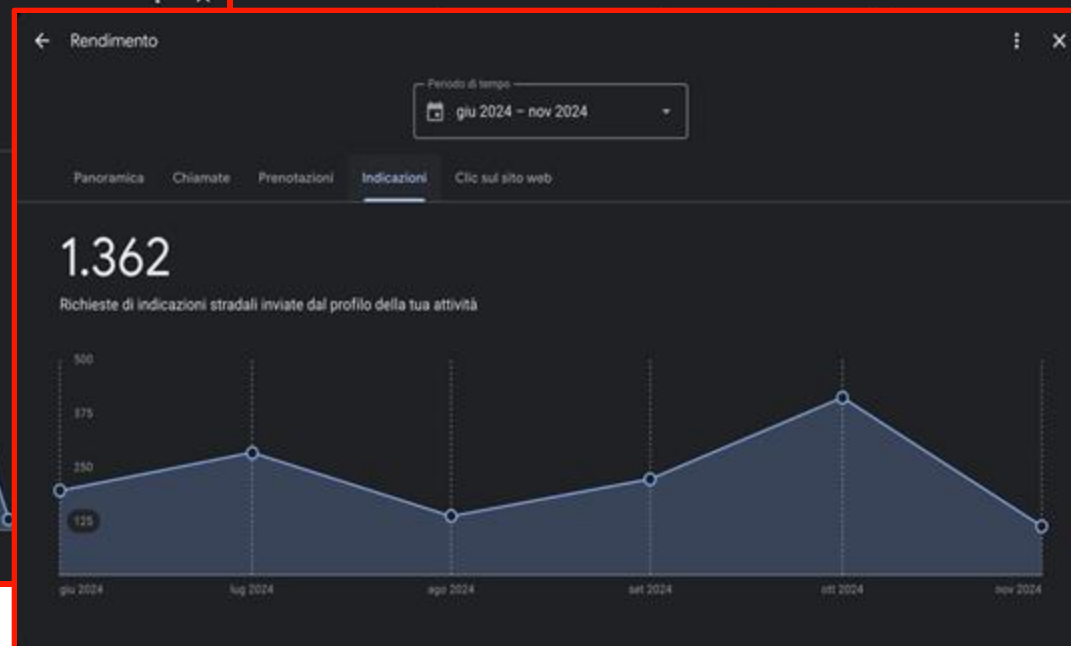 Rendimento
Periodo di tempo
giu 2024 – nov 2024
Panoramica Chiamate Prenotazioni Indicazioni Clic sul sito web
1.362
Richieste di indicazioni stradali inviate dal profilo della tua attività
500
375
250
125
giu 2024 lug 2024 ago 2024 set 2024 ott 2024 nov 2024